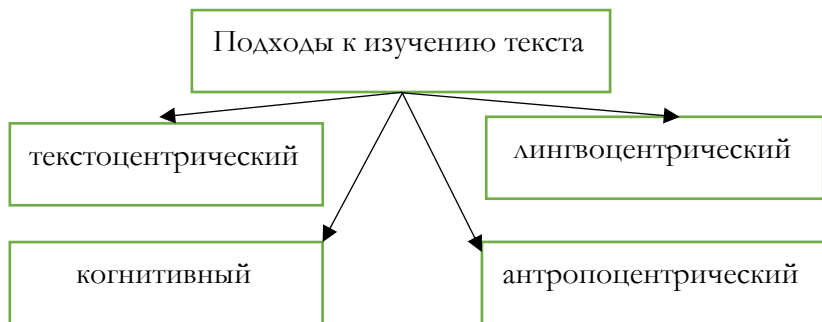 Подходы к изучению текста
текстоцентрический
лингвоцентрический
когнитивный
антропоцентрический